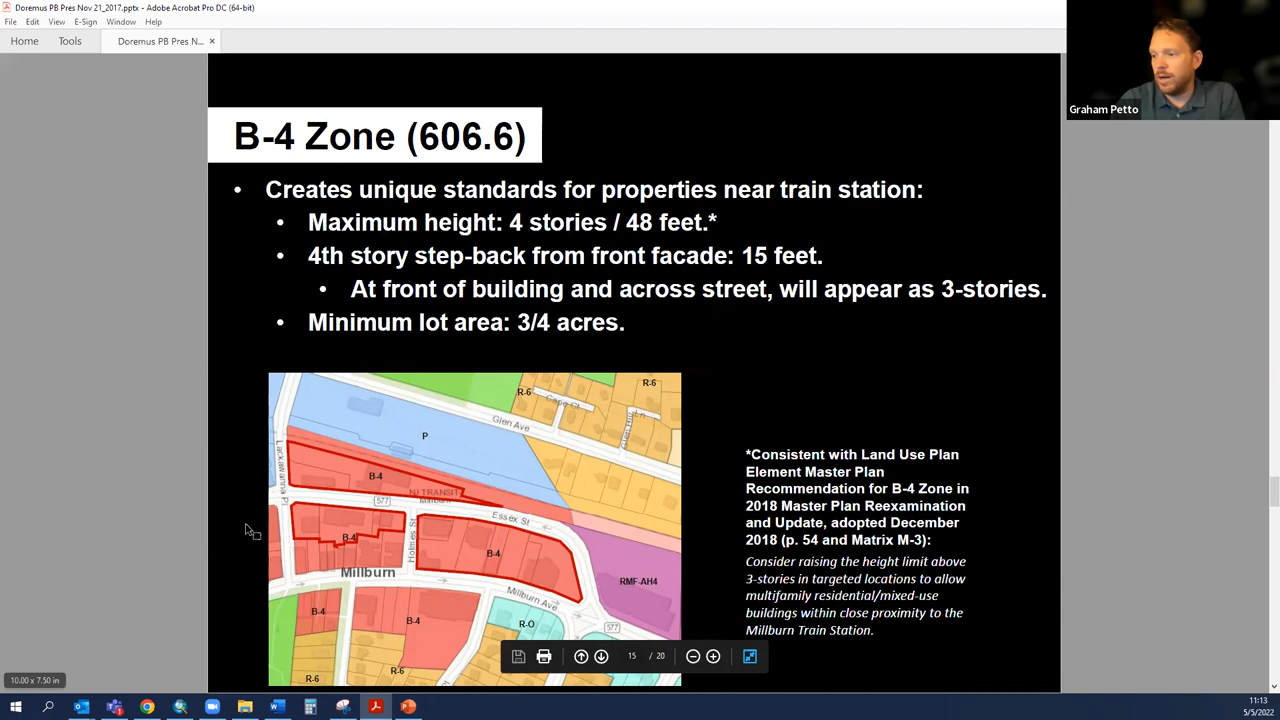 Doremus PB Pres Nov 21_2017.pptx - Adobe Acrobat Pro DC (64-bit)
File Edit View E-Sign Window Help
Home Tools Doremus PB Pres N... ×
Graham Petto
B-4 Zone (606.6)
• Creates unique standards for properties near train station:
• Maximum height: 4 stories / 48 feet.*
• 4th story step-back from front facade: 15 feet.
• At front of building and across street, will appear as 3-stories.
• Minimum lot area: 3/4 acres.
R-6
R-6
Cape Ct
Glen Ave
P
Lackawanna Pl
B-4
577
NJ TRANSIT
Essex St
B-4
Holmes St
B-4
Millburn
RMF-AH4
Millburn Ave
B-4
B-4
R-O
577
R-6
R-6
*Consistent with Land Use Plan
Element Master Plan
Recommendation for B-4 Zone in
2018 Master Plan Reexamination
and Update, adopted December
2018 (p. 54 and Matrix M-3):
Consider raising the height limit above
3-stories in targeted locations to allow
multifamily residential/mixed-use
buildings within close proximity to the
Millburn Train Station.
15 / 20
10.00 x 7.50 in
11:13
5/5/2022